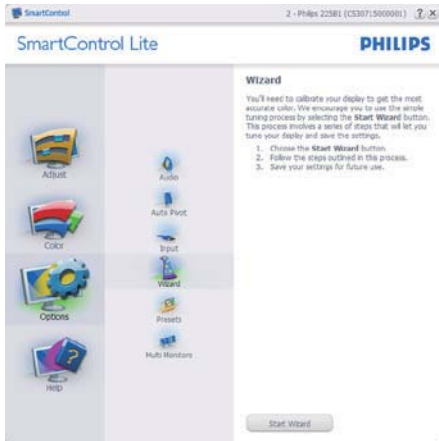 SmartControl
2 - Philips 225B1 (CS30715000001)
? X
SmartControl Lite
PHILIPS
Adjust
Color
Options
Help
Audio
Auto Pivot
Input
Wizard
Presets
Multi Monitors
Wizard
You'll need to calibrate your display to get the most
accurate color. We encourage you to use the simple
tuning process by selecting the Start Wizard button.
This process involves a series of steps that will let you
tune your display and save the settings.
1. Choose the Start Wizard button.
2. Follow the steps outlined in this process.
3. Save your settings for future use.
Start Wizard